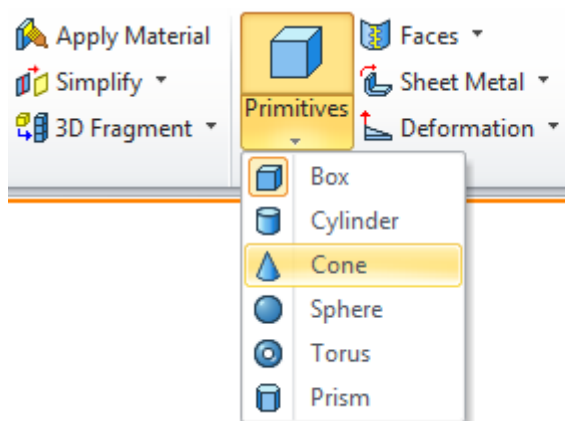 Apply Material
Simplify
3D Fragment
Primitives
Faces
Sheet Metal
Deformation
Box
Cylinder
Cone
Sphere
Torus
Prism